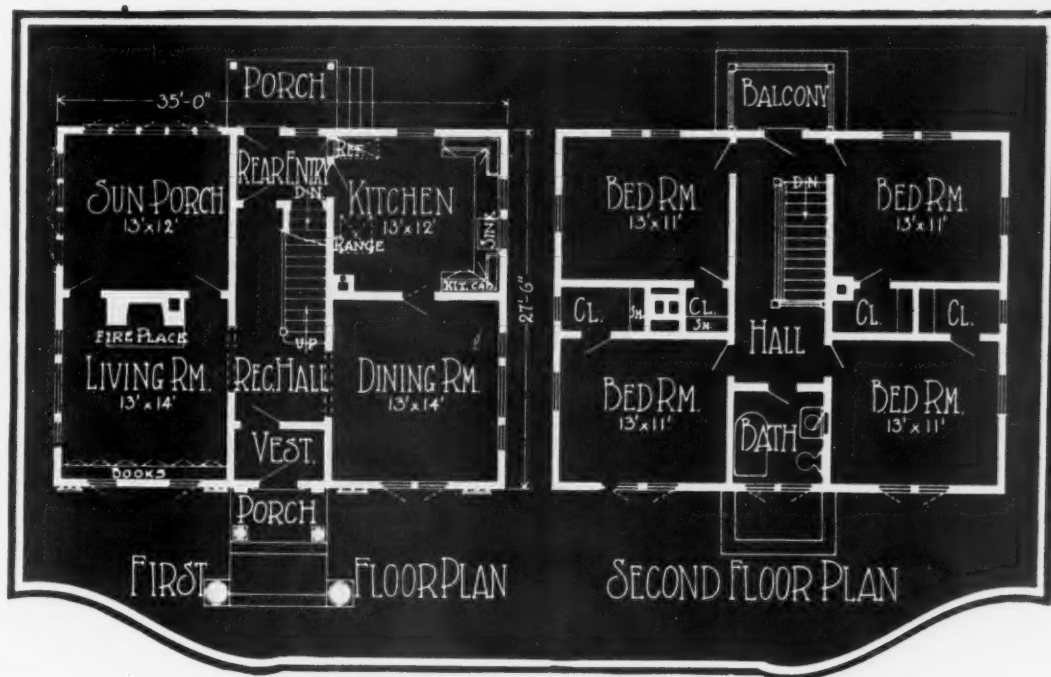 PORCH
35'-0"
REAR ENTRY
REF.
DN
SUN PORCH
13'x12'
KITCHEN
13'x12'
SINK
RANGE
KIT. CAB.
27'-6"
FIRE PLACE
UP
LIVING RM.
13'x14'
REC. HALL
DINING RM.
13'x14'
VEST.
BOOKS
PORCH
FIRST FLOOR PLAN
BALCONY
DN
BED RM.
13'x11'
BED RM.
13'x11'
CL.
SH.
CL.
SH.
CL.
CL.
HALL
BED RM.
13'x11'
BATH
BED RM.
13'x11'
SECOND FLOOR PLAN